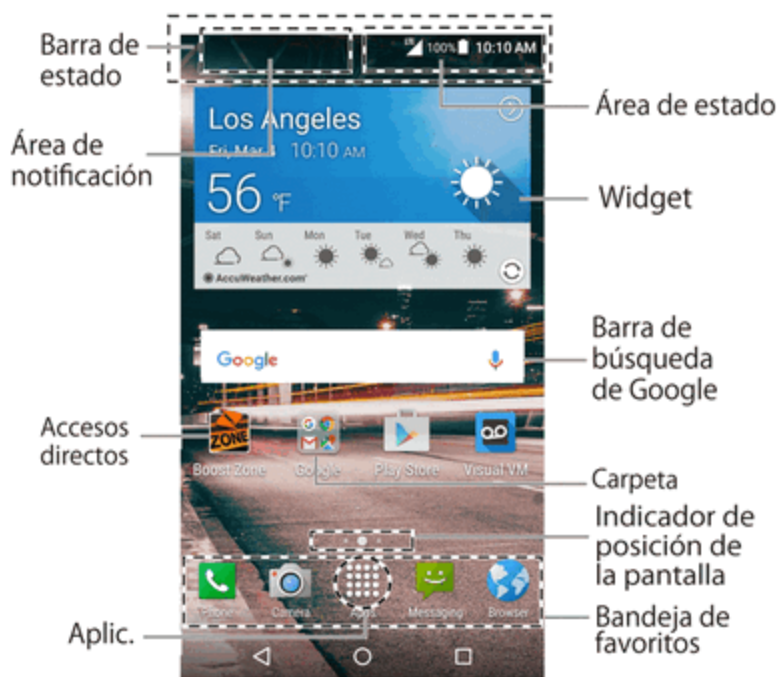 Barra de
estado
100% 10:10 AM
Área de estado
Área de
notificación
Los Angeles
Fri, Mar 4 10:10 AM
56 °F
Widget
Sat Sun Mon Tue Wed Thu
AccuWeather.com
Google
Barra de
búsqueda
de Google
Accesos
directos
ZONE
Boost Zone Google Play Store Visual VM
Carpeta
Indicador de
posición de
la pantalla
Phone Camera Apps Messaging Browser
Bandeja de
favoritos
Aplic.